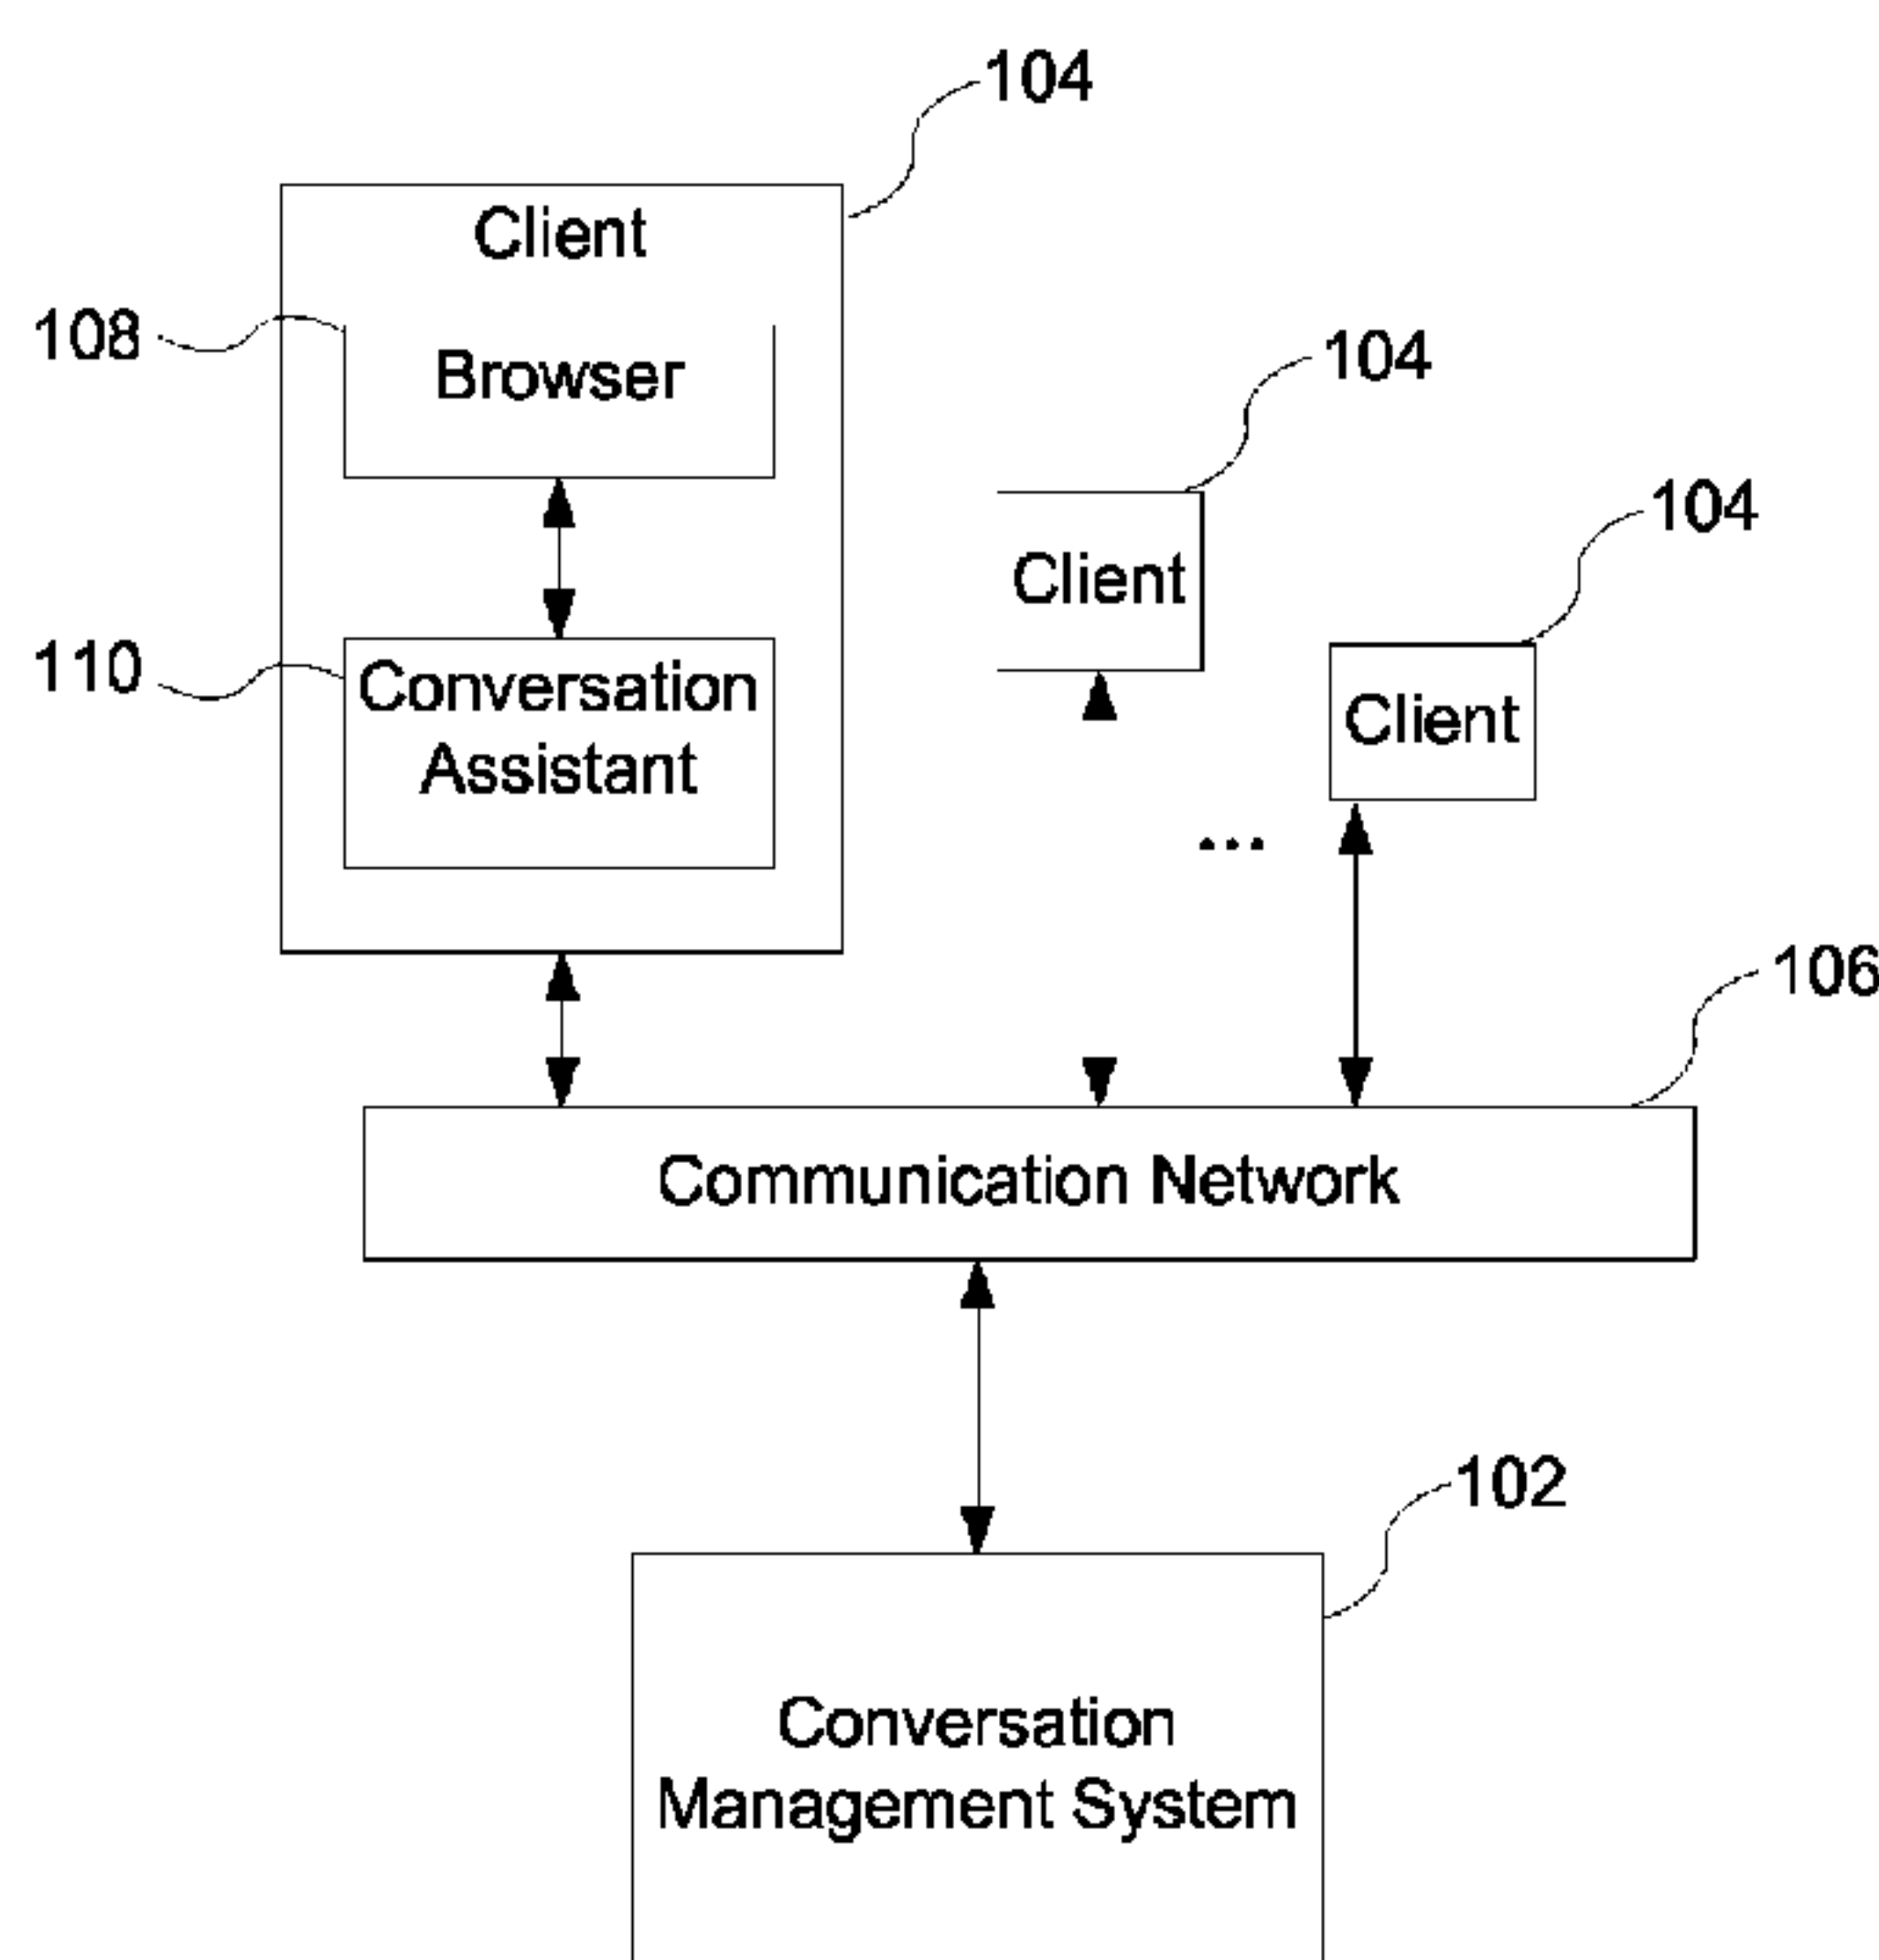 104
Client
108
Browser
104
Client
104
Client
110
Conversation
Assistant
...
106
Communication Network
102
Conversation
Management System